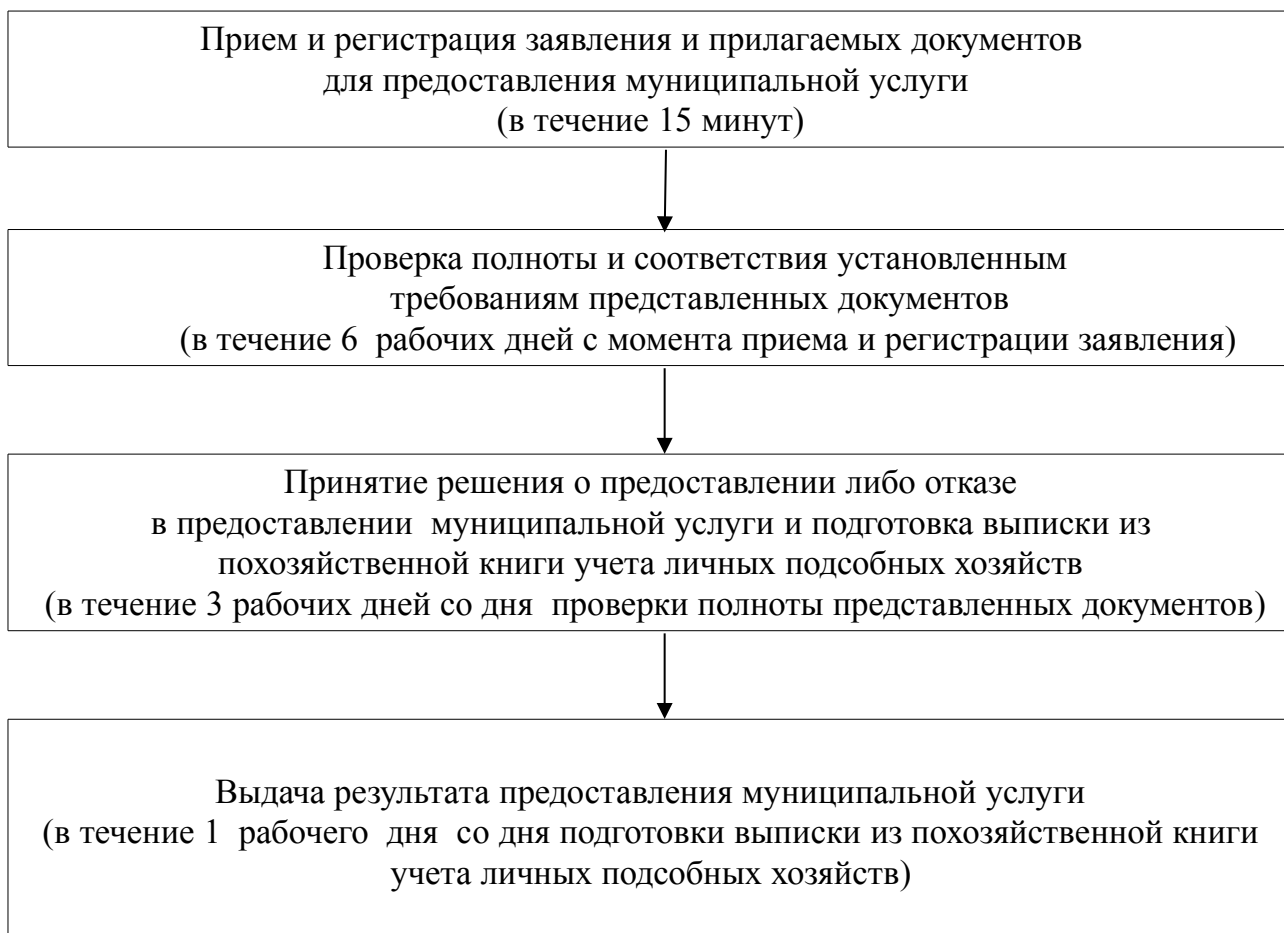 Прием и регистрация заявления и прилагаемых документов
для предоставления муниципальной услуги
(в течение 15 минут)
Проверка полноты и соответствия установленным
требованиям представленных документов
(в течение 6  рабочих дней с момента приема и регистрации заявления)
Принятие решения о предоставлении либо отказе
в предоставлении  муниципальной услуги и подготовка выписки из
похозяйственной книги учета личных подсобных хозяйств
(в течение 3 рабочих дней со дня  проверки полноты представленных документов)
Выдача результата предоставления муниципальной услуги
(в течение 1  рабочего  дня  со дня подготовки выписки из похозяйственной книги
учета личных подсобных хозяйств)